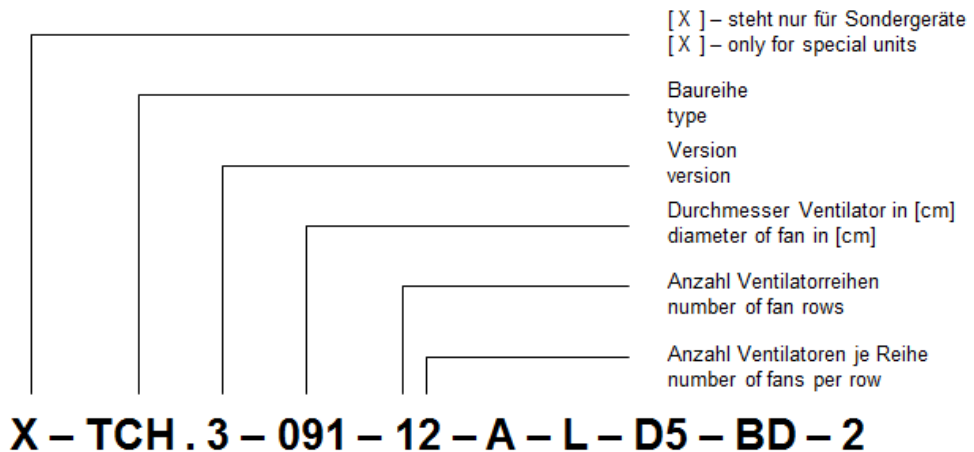 [ X ] – steht nur für Sondergeräte
[ X ] – only for special units
Baureihe
type
Version
version
Durchmesser Ventilator in [cm]
diameter of fan in [cm]
Anzahl Ventilatorreihen
number of fan rows
Anzahl Ventilatoren je Reihe
number of fans per row
X – TCH . 3 – 091 – 12 – A – L – D5 – BD – 2